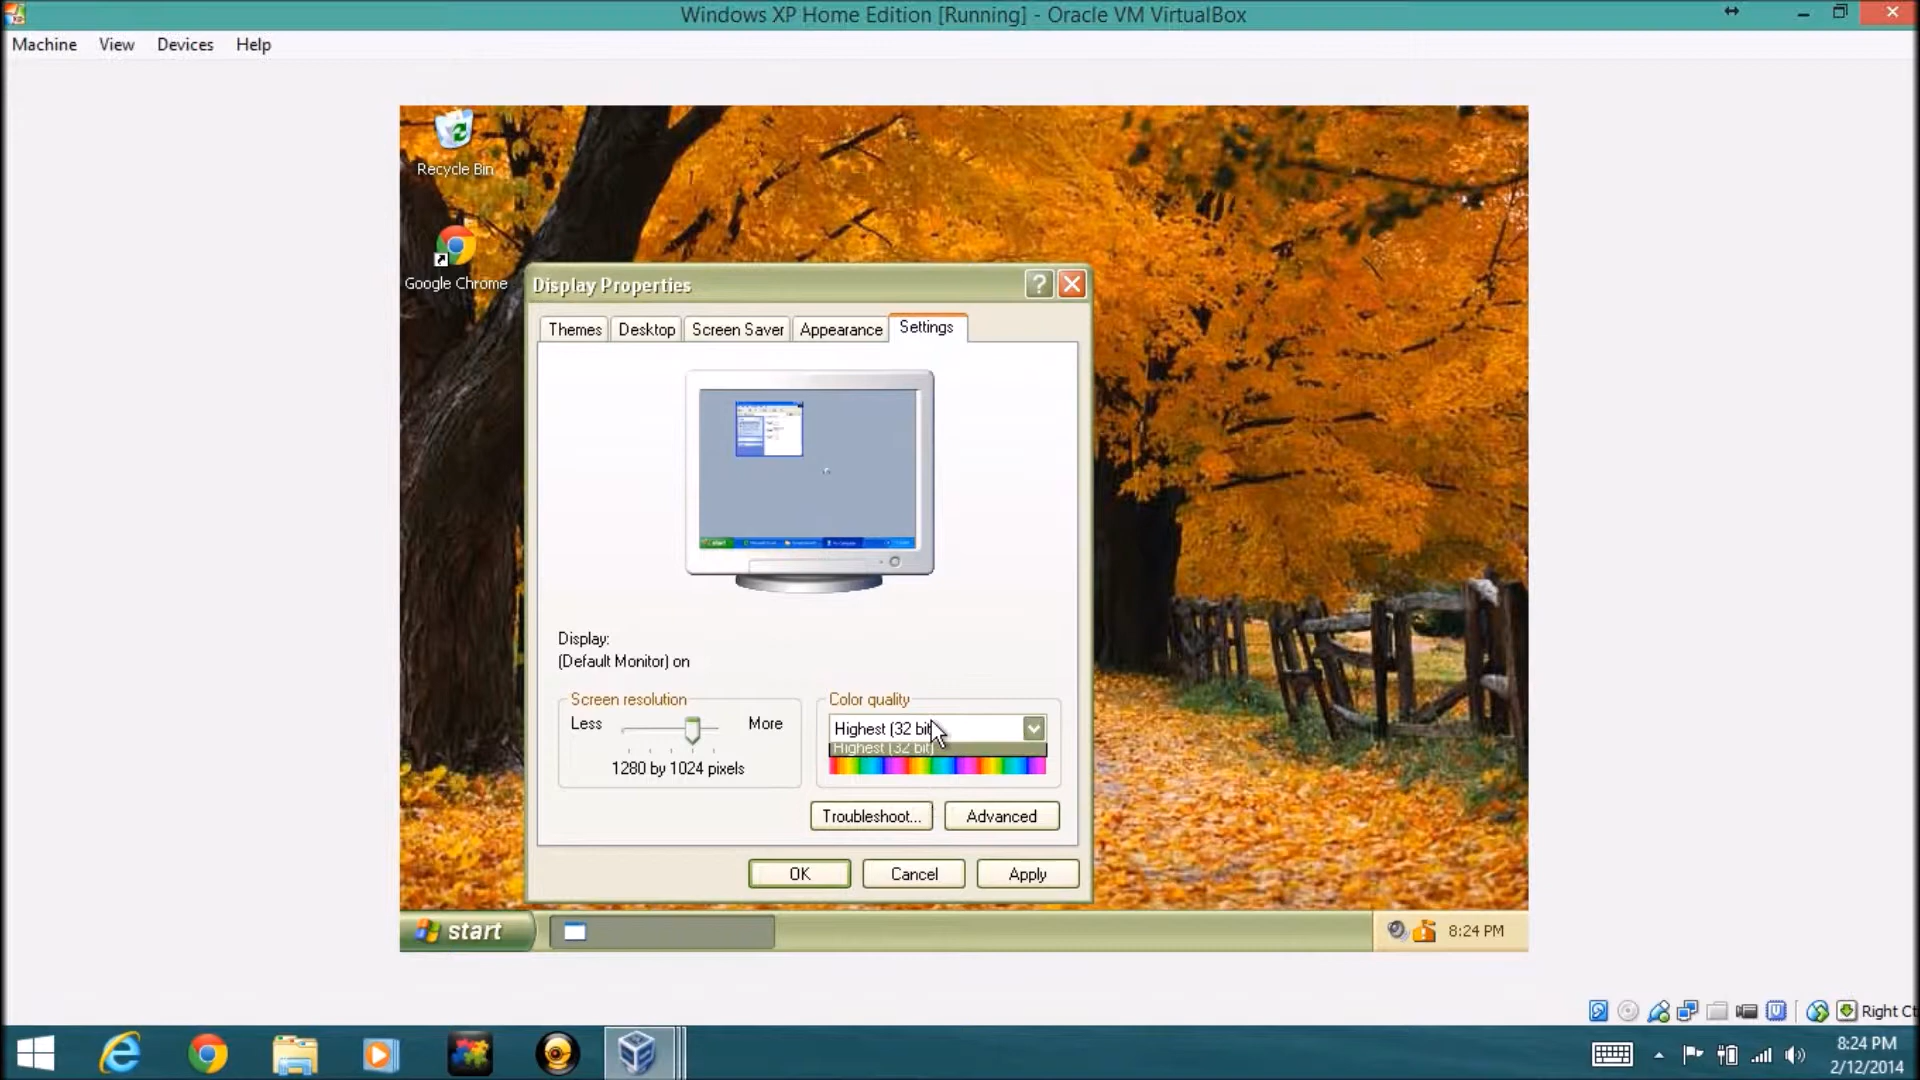 Windows XP Home Edition [Running] - Oracle VM VirtualBox
Machine View Devices Help
Recycle Bin
Google Chrome
Display Properties
Themes Desktop Screen Saver Appearance Settings
Display:
(Default Monitor) on
Screen resolution
Less More
1280 by 1024 pixels
Color quality
Highest (32 bit)
Highest (32 bit)
Troubleshoot... Advanced
OK Cancel Apply
start
8:24 PM
Right Ct
8:24 PM
2/12/2014